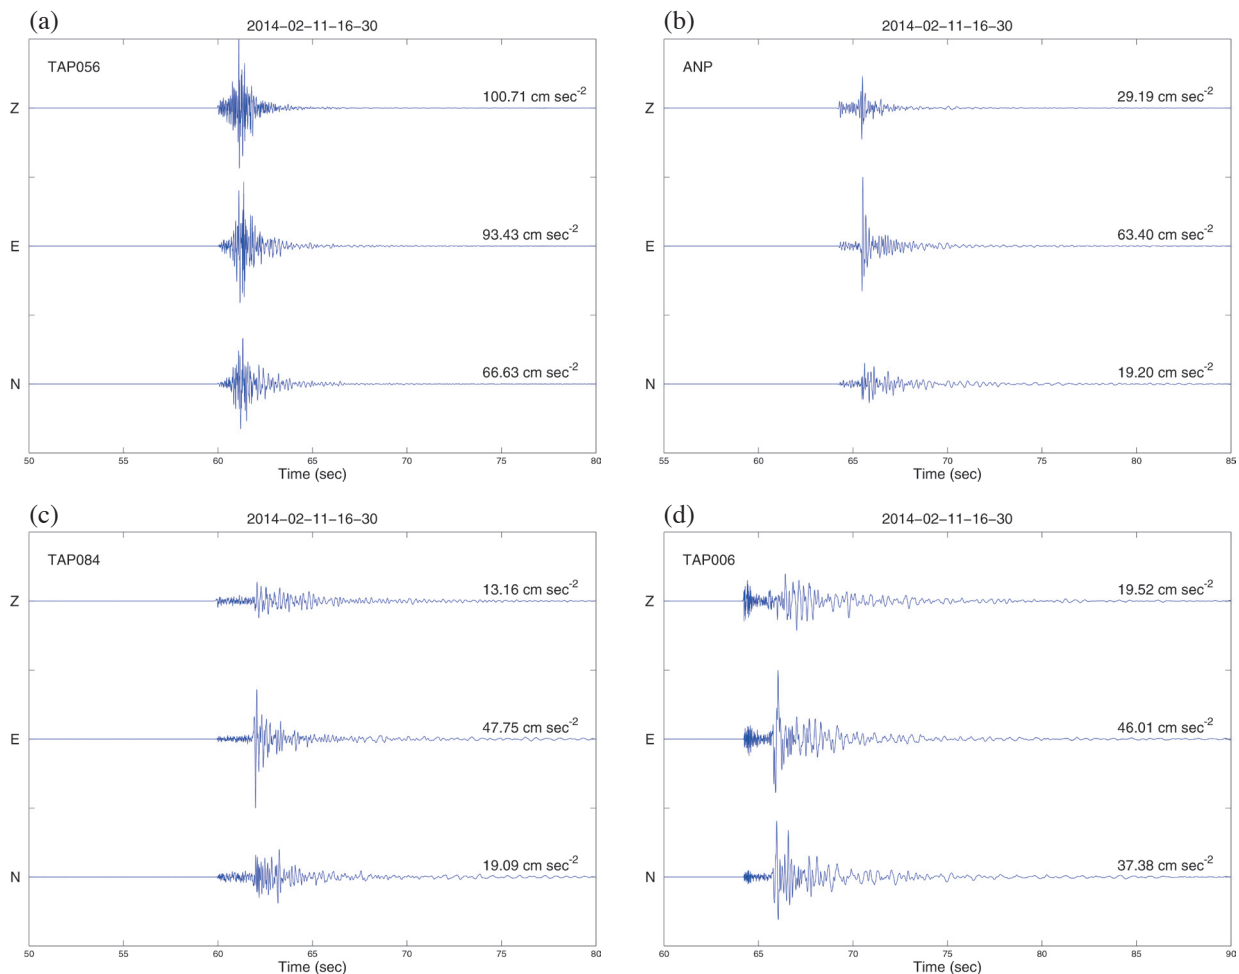 (a)
2014-02-11-16-30
TAP056
Z
100.71 cm sec-2
E
93.43 cm sec-2
N
66.63 cm sec-2
50 55 60 65 70 75 80
Time (sec)
(b)
2014-02-11-16-30
ANP
Z
29.19 cm sec-2
E
63.40 cm sec-2
N
19.20 cm sec-2
55 60 65 70 75 80 85
Time (sec)
(c)
2014-02-11-16-30
TAP084
Z
13.16 cm sec-2
E
47.75 cm sec-2
N
19.09 cm sec-2
50 55 60 65 70 75 80
Time (sec)
(d)
2014-02-11-16-30
TAP006
Z
19.52 cm sec-2
E
46.01 cm sec-2
N
37.38 cm sec-2
60 65 70 75 80 85 90
Time (sec)